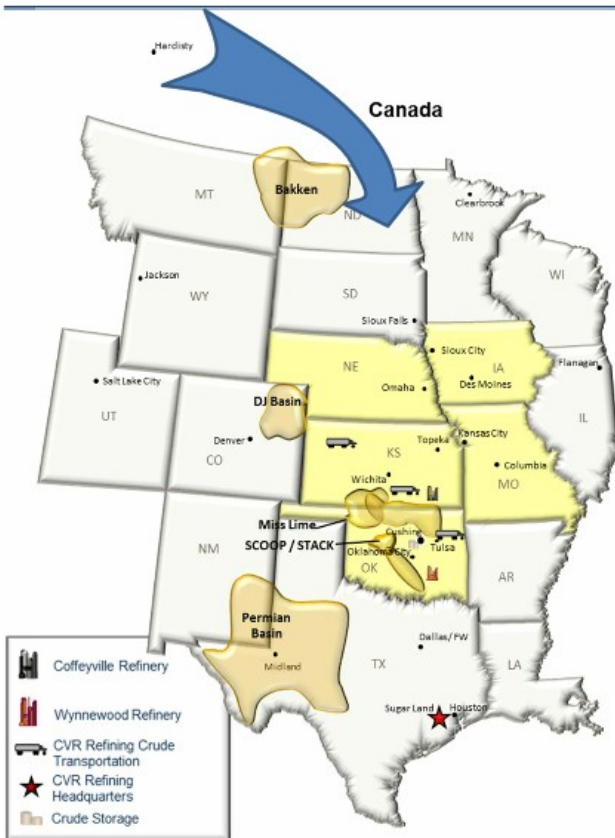 Hardisty
Canada
Bakken
MT
ND
Clearbrook
MN
Jackson
WY
SD
WI
Sioux Falls
Sioux City
NE
IA
Flanagan
Salt Lake City
Omaha
Des Moines
DJ Basin
UT
IL
Denver
KS
Topeka
Kansas City
CO
Columbia
Wichita
MO
Miss Lime
Cushing
SCOOP / STACK
Tulsa
NM
Oklahoma City
OK
AR
Permian
Basin
Dallas/ FW
Midland
TX
LA
Sugar Land
Houston
Coffeyville Refinery
Wynnewood Refinery
CVR Refining Crude
Transportation
CVR Refining
Headquarters
Crude Storage